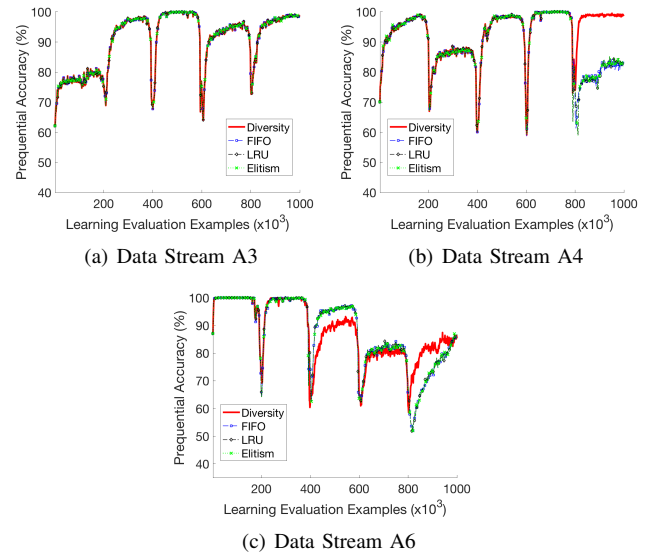 100
90
80
70
60
50
40
Prequential Accuracy (%)
Diversity
FIFO
LRU
Elitism
200 400 600 800 1000
Learning Evaluation Examples (x10³)
(a) Data Stream A3
100
90
80
70
60
50
40
Prequential Accuracy (%)
Diversity
FIFO
LRU
Elitism
200 400 600 800 1000
Learning Evaluation Examples (x10³)
(b) Data Stream A4
100
90
80
70
60
50
40
Prequential Accuracy (%)
Diversity
FIFO
LRU
Elitism
200 400 600 800 1000
Learning Evaluation Examples (x10³)
(c) Data Stream A6